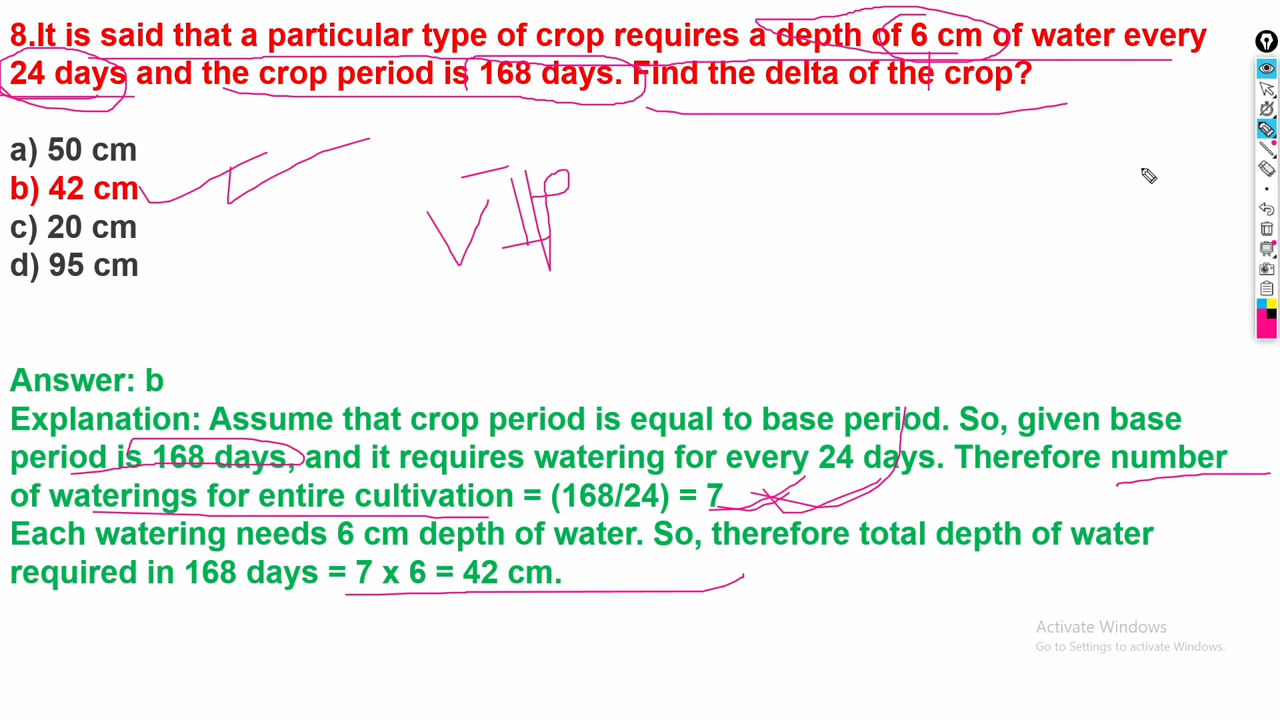 8.It is said that a particular type of crop requires a depth of 6 cm of water every
24 days and the crop period is 168 days. Find the delta of the crop?
a) 50 cm
b) 42 cm
c) 20 cm
d) 95 cm
VIP
Answer: b
Explanation: Assume that crop period is equal to base period. So, given base
period is 168 days, and it requires watering for every 24 days. Therefore number
of waterings for entire cultivation = (168/24) = 7
Each watering needs 6 cm depth of water. So, therefore total depth of water
required in 168 days = 7 x 6 = 42 cm.
Activate Windows
Go to Settings to activate Windows.